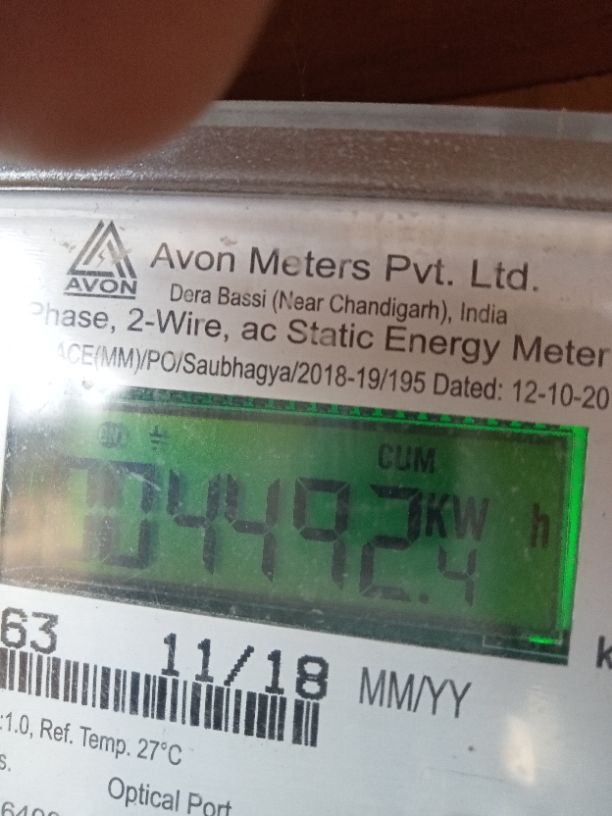 AVON
Avon Meters Pvt. Ltd.
Dera Bassi (Near Chandigarh), India
Phase, 2-Wire, ac Static Energy Meter
ACE(MM)/PO/Saubhagya/2018-19/195 Dated: 12-10-20
CUM
4492.4 KW h
63 11/18 MM/YY
:1.0, Ref. Temp. 27°C
s.
Optical Port